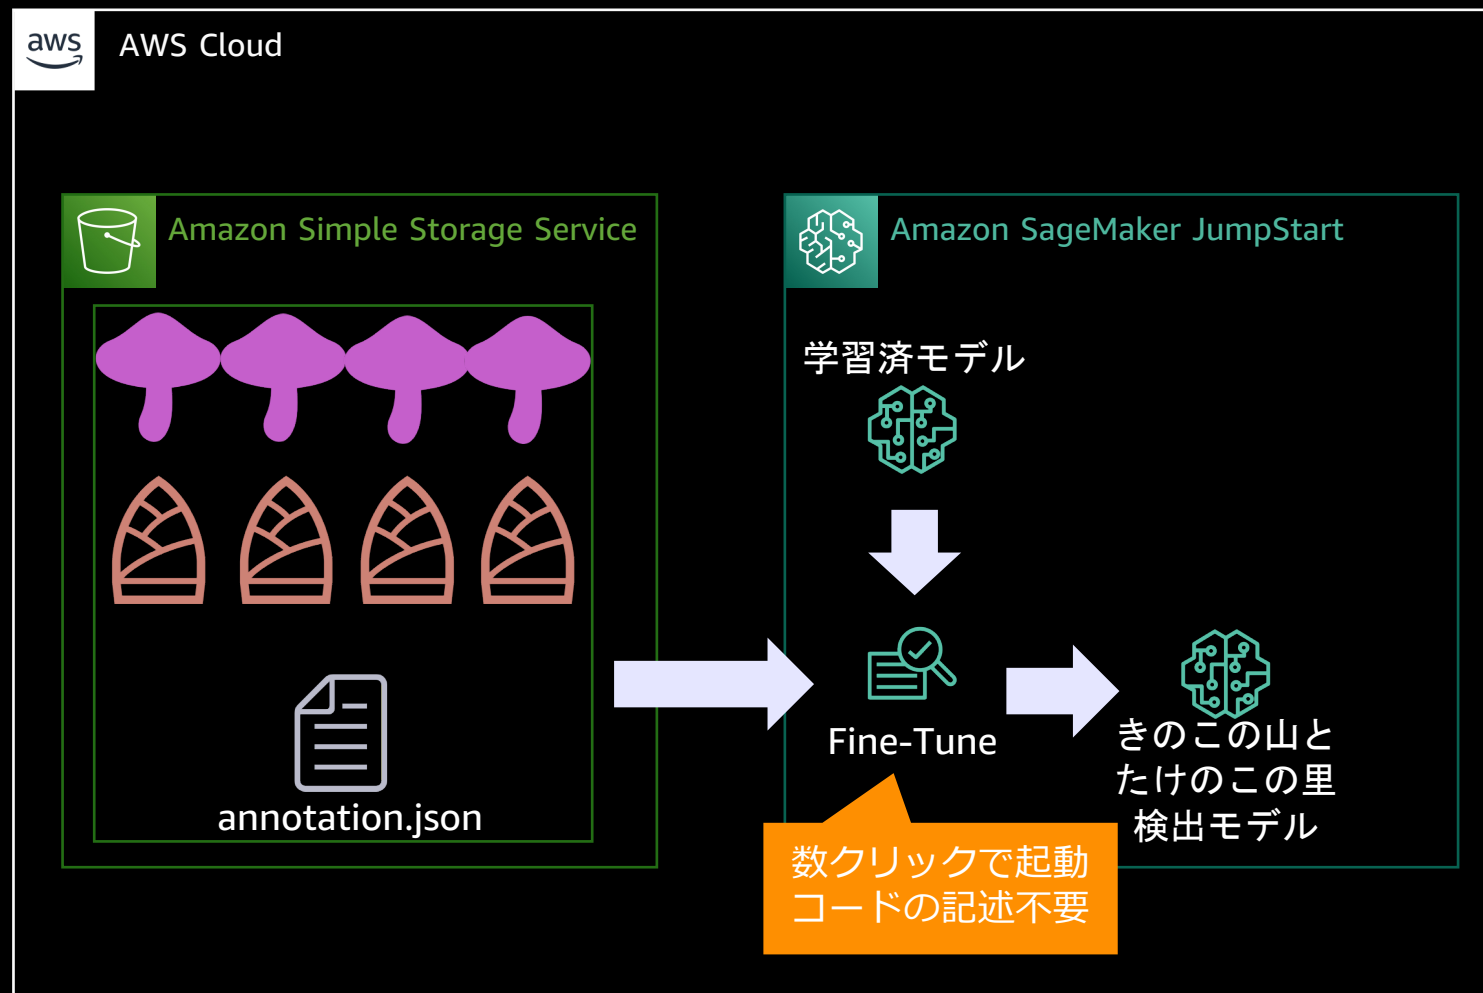 aws
AWS Cloud
Amazon Simple Storage Service
annotation.json
Amazon SageMaker JumpStart
学習済モデル
Fine-Tune
きのこの山と
たけのこの里
検出モデル
数クリックで起動
コードの記述不要